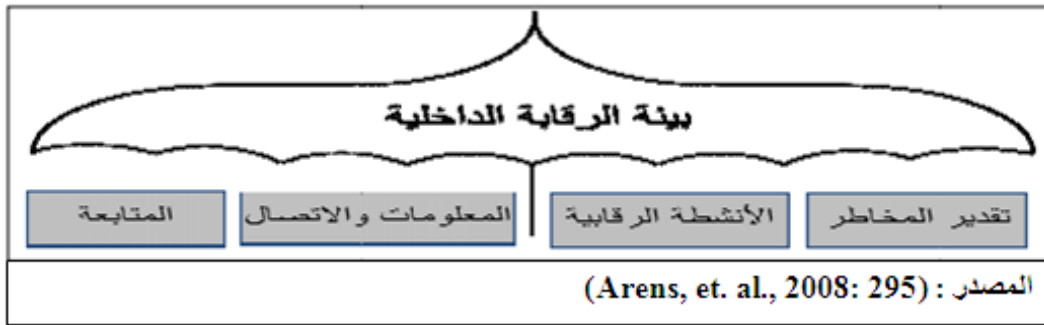 بيئة الرقابة الداخلية
تقدير المخاطر
الأنشطة الرقابية
المعلومات والاتصال
المتابعة
المصدر : (Arens, et. al., 2008: 295)